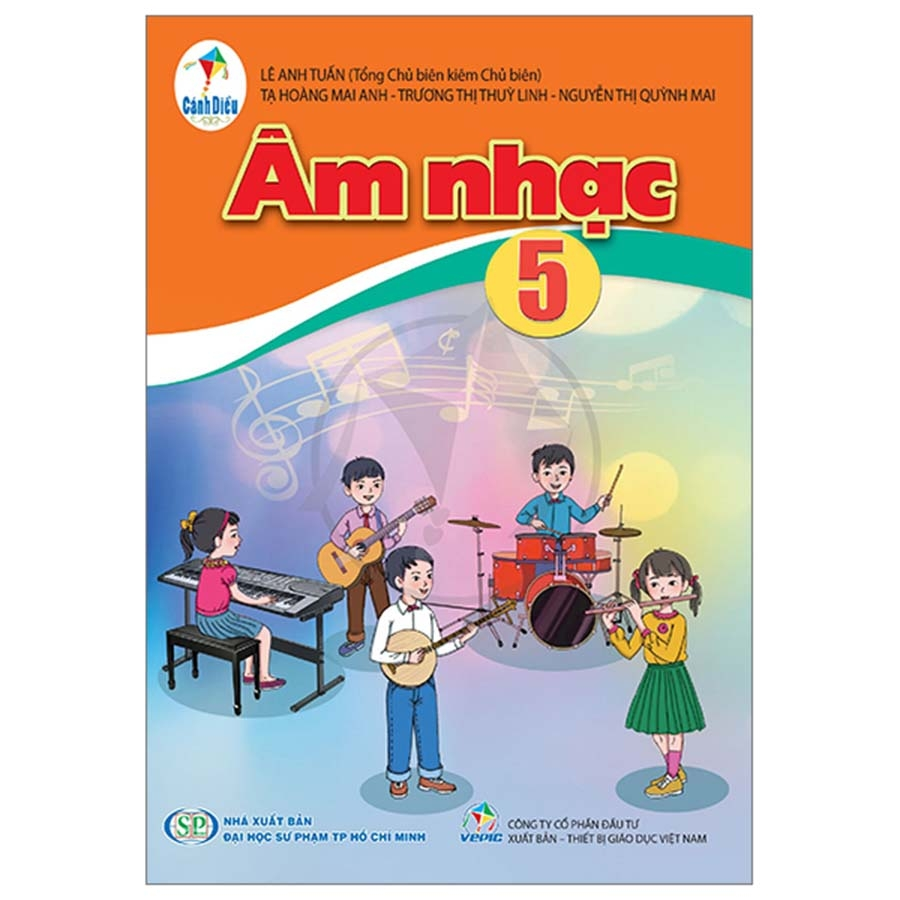 Cánh Diều
LÊ ANH TUẤN (Tổng Chủ biên kiêm Chủ biên)
TẠ HOÀNG MAI ANH - TRƯƠNG THỊ THUỲ LINH - NGUYỄN THỊ QUỲNH MAI
Âm nhạc
5
SP
NHÀ XUẤT BẢN
ĐẠI HỌC SƯ PHẠM TP HỒ CHÍ MINH
VEPIC
CÔNG TY CỔ PHẦN ĐẦU TƯ
XUẤT BẢN – THIẾT BỊ GIÁO DỤC VIỆT NAM